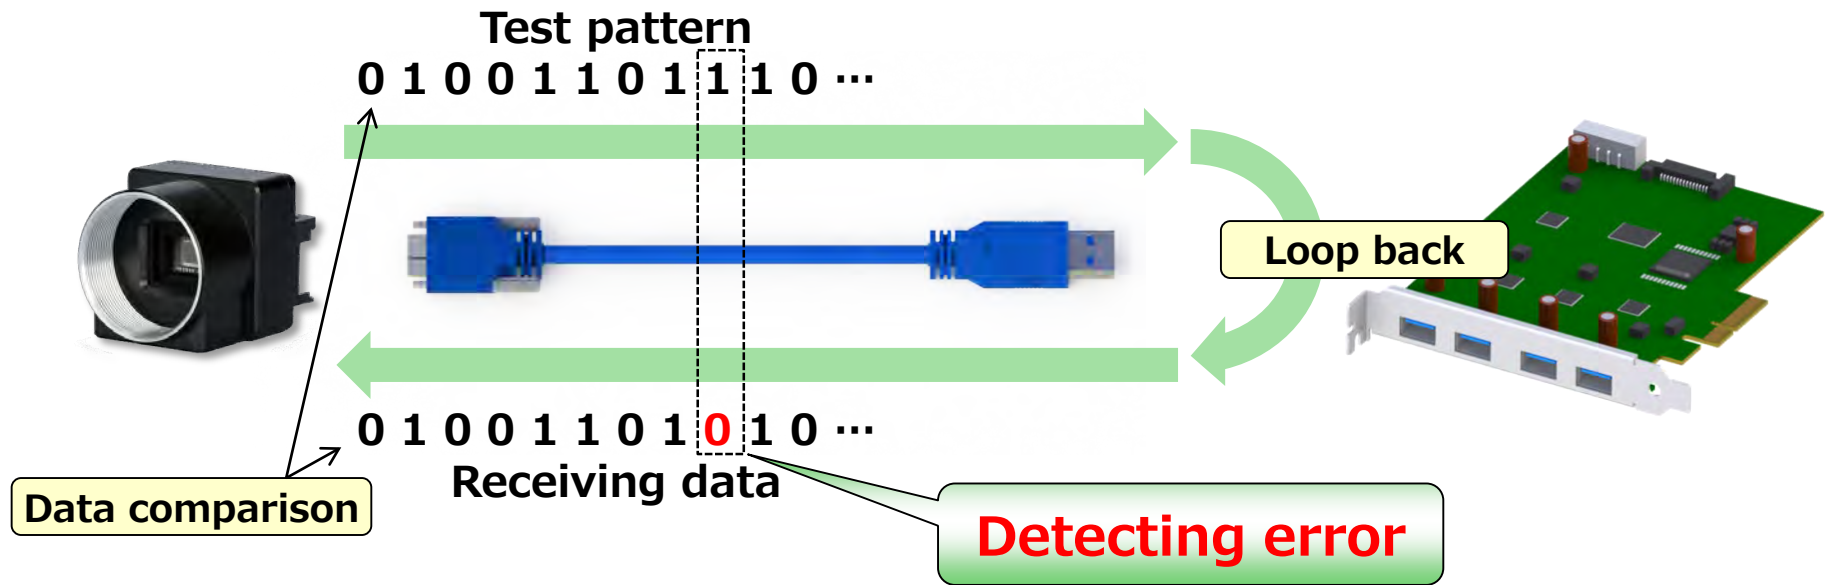 Test pattern
0 1 0 0 1 1 0 1 1 1 0 …
Loop back
0 1 0 0 1 1 0 1 0 1 0 …
Receiving data
Data comparison
Detecting error